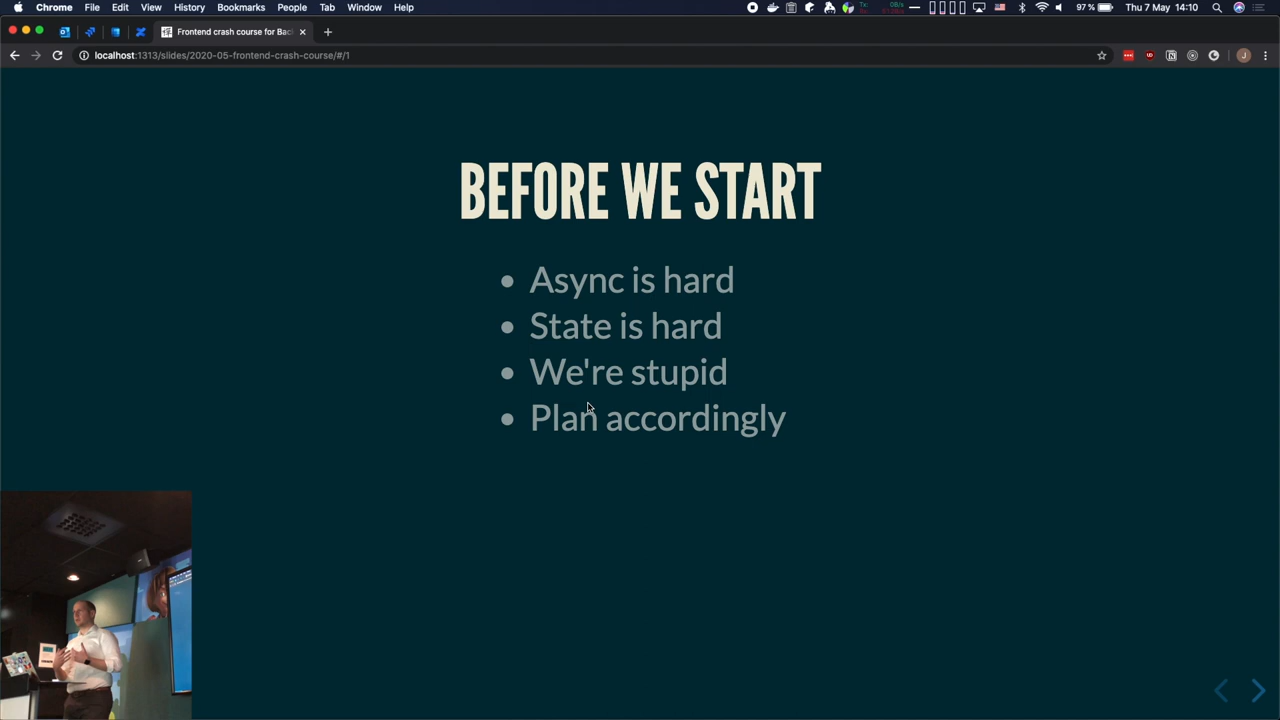 Chrome File Edit View History Bookmarks People Tab Window Help
97% Thu 7 May 14:10
Frontend crash course for Bac
localhost:1313/slides/2020-05-frontend-crash-course/#/1
J
BEFORE WE START
Async is hard
State is hard
We're stupid
Plan accordingly